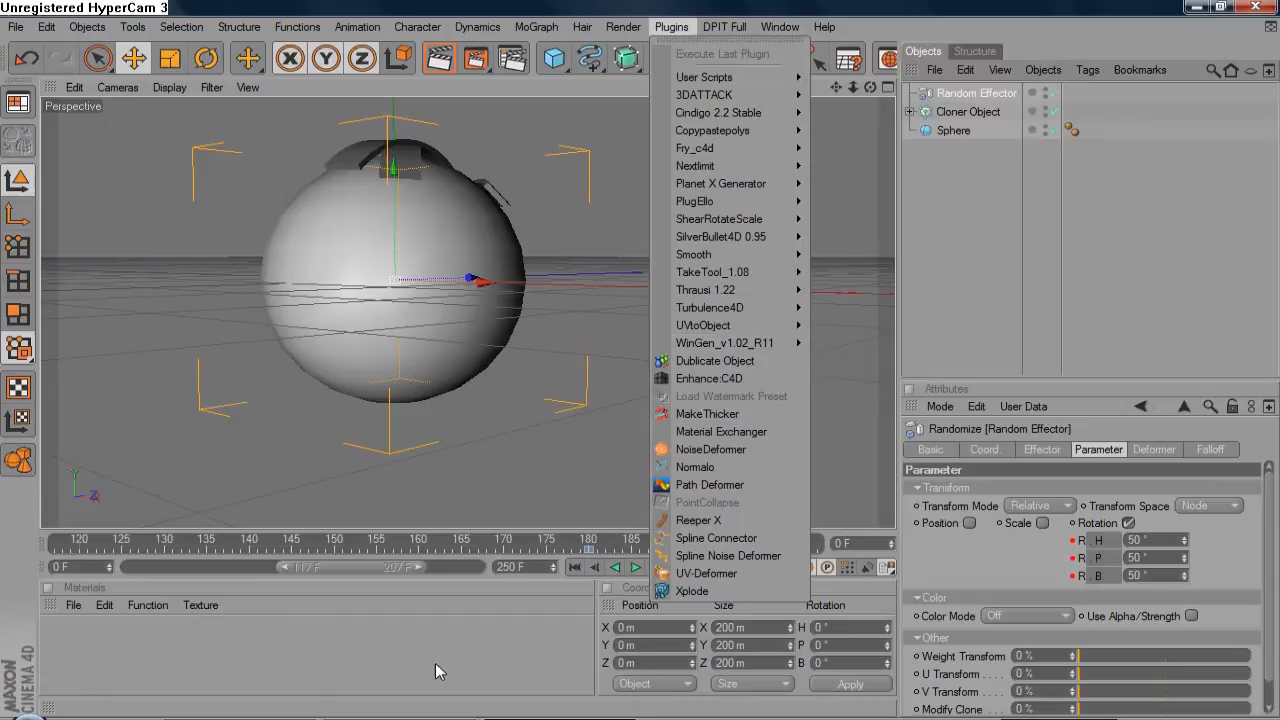 Unregistered HyperCam 3
File Edit Objects Tools Selection Structure Functions Animation Character Dynamics MoGraph Hair Render Plugins DPIT Full Window Help
Edit Cameras Display Filter View
Perspective
Y
Z
Execute Last Plugin
User Scripts
3DATTACK
Cindigo 2.2 Stable
Copypastepolys
Fry_c4d
Nextlimit
Planet X Generator
PlugEllo
ShearRotateScale
SilverBullet4D 0.95
Smooth
TakeTool_1.08
Thrausi 1.22
Turbulence4D
UVtoObject
WinGen_v1.02_R11
Dublicate Object
Enhance:C4D
Load Watermark Preset
MakeThicker
Material Exchanger
NoiseDeformer
Normalo
Path Deformer
PointCollapse
Reeper X
Spline Connector
Spline Noise Deformer
UV-Deformer
Xplode
Objects Structure
File Edit View Objects Tags Bookmarks
Random Effector
Cloner Object
Sphere
Attributes
Mode Edit User Data
Randomize [Random Effector]
Basic Coord. Effector Parameter Deformer Falloff
Parameter
Transform
Transform Mode Relative Transform Space Node
Position Scale Rotation
R . H 50 °
R . P 50 °
R . B 50 °
Color
Color Mode Off Use Alpha/Strength
Other
Weight Transform 0 %
U Transform . . . . 0 %
V Transform . . . . 0 %
Modify Clone 0 %
120 125 130 135 140 145 150 155 160 165 170 175 180 185
0 F
0 F 117 F 207 F 250 F
Materials
File Edit Function Texture
Position Size Rotation
X 0 m X 200 m H 0 °
Y 0 m Y 200 m P 0 °
Z 0 m Z 200 m B 0 °
Object Size Apply
MAXON
CINEMA 4D